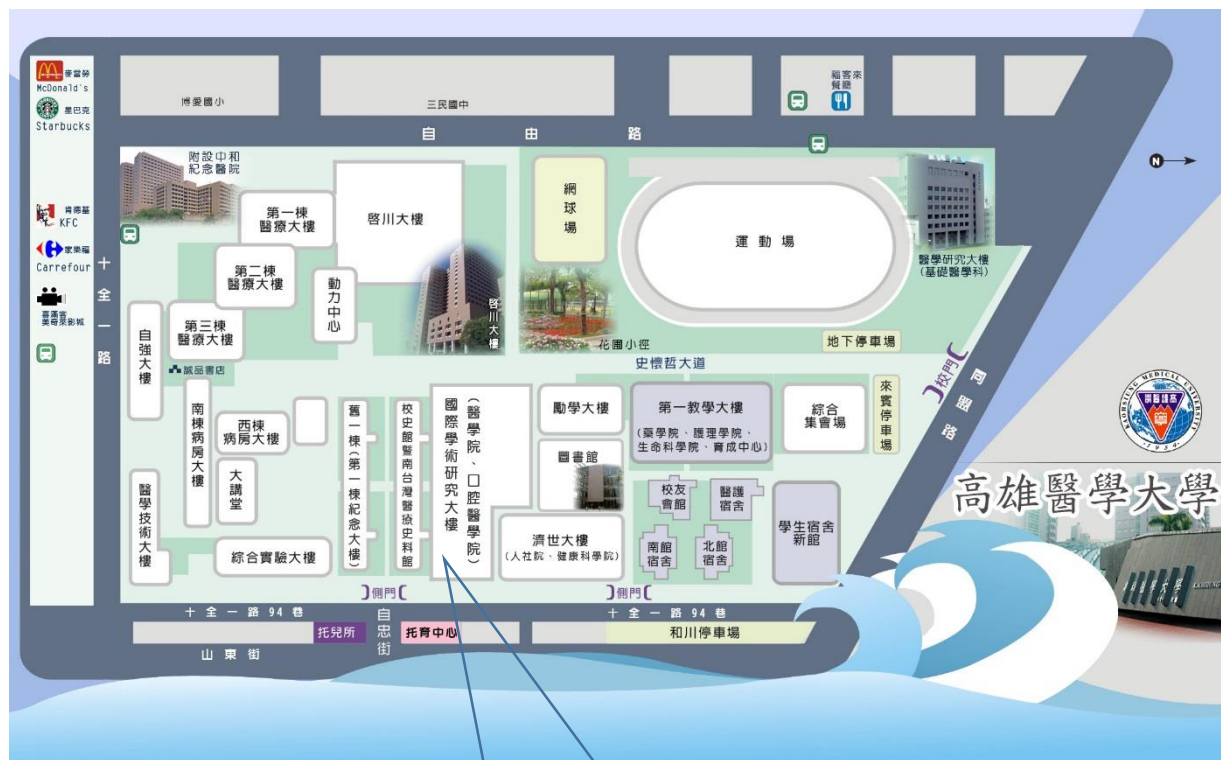 麥當勞
McDonald's
星巴克
Starbucks
肯德基
KFC
家樂福
Carrefour
喜滿客
美奇萊影城
十全一路
博愛國小
三民國中
福客來
餐廳
自由路
N
附設中和
紀念醫院
第一棟
醫療大樓
啓川大樓
網球場
運動場
醫學研究大樓
(基礎醫學科)
第二棟
醫療大樓
動力中心
啓川大樓
第三棟
醫療大樓
自強大樓
誠品書店
花圃小徑
地下停車場
史懷哲大道
校門
同盟路
南棟病房大樓
西棟
病房大樓
大講堂
舊一棟(第一棟紀念大樓)
校史館暨南台灣醫療史料館
國際學術研究大樓
(醫學院、口腔醫學院)
勵學大樓
第一教學大樓
(藥學院、護理學院、
生命科學院、育成中心)
綜合
集會場
來賓停車場
圖書館
校友
會館
醫護
宿舍
醫學技術大樓
綜合實驗大樓
濟世大樓
(人社院、健康科學院)
南館
宿舍
北館
宿舍
學生宿舍
新館
KAOHSIUNG MEDICAL UNIVERSITY
1954
高雄醫學大學
側門
側門
十全一路94巷
自忠街
十全一路94巷
托兒所
托育中心
和川停車場
山東街